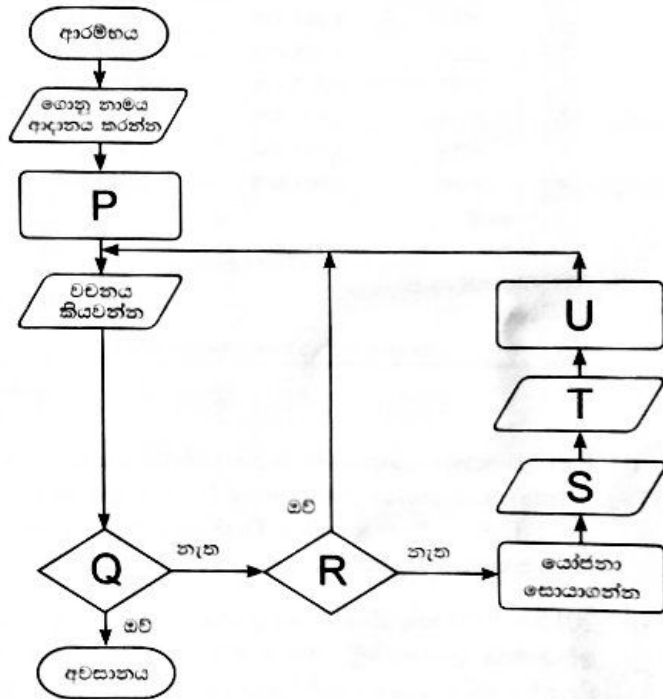 ආරම්භය
ගොනු නාමය
ආදානය කරන්න
P
වචනය
කියවන්න
U
T
S
ඔව්
Q
නැත
R
නැත
යෝජනා
සොයාගන්න
ඔව්
අවසානය